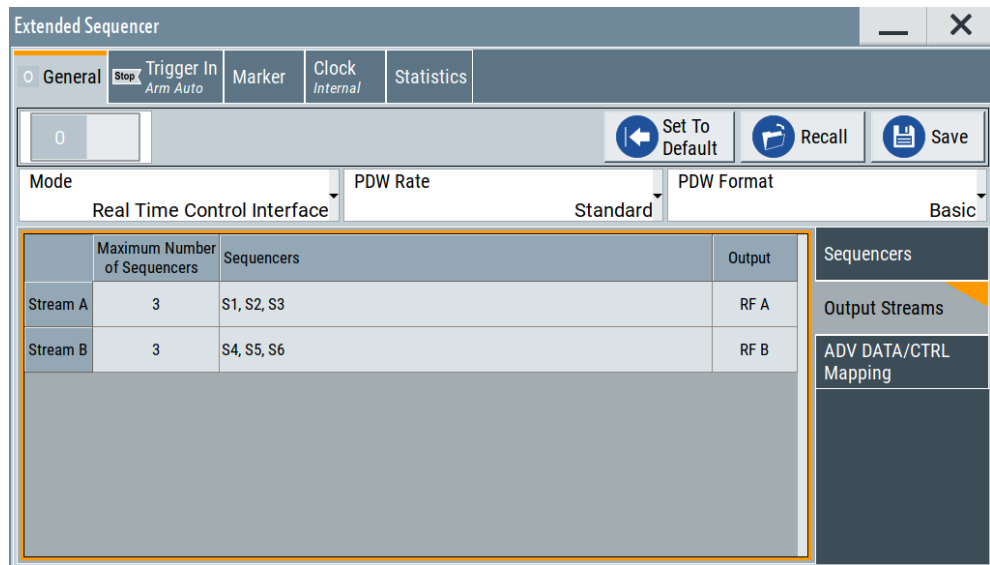 Extended Sequencer
0 General
Stop Trigger In
Arm Auto
Marker
Clock
Internal
Statistics
0
Set To
Default
Recall
Save
Mode
Real Time Control Interface
PDW Rate
Standard
PDW Format
Basic
Maximum Number
of Sequencers
Sequencers
Output
Stream A 3 S1, S2, S3 RF A
Stream B 3 S4, S5, S6 RF B
Sequencers
Output Streams
ADV DATA/CTRL
Mapping